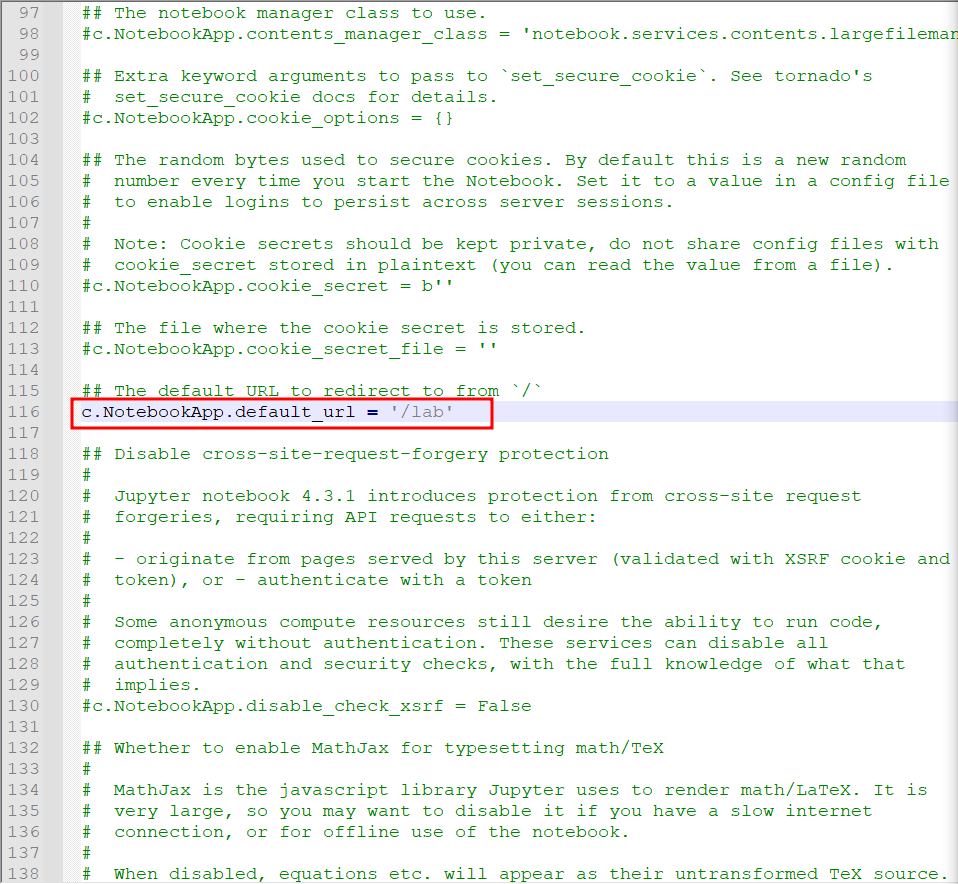 97 ## The notebook manager class to use.
98 #c.NotebookApp.contents_manager_class = 'notebook.services.contents.largefileman
99
100 ## Extra keyword arguments to pass to `set_secure_cookie`. See tornado's
101 #  set_secure_cookie docs for details.
102 #c.NotebookApp.cookie_options = {}
103
104 ## The random bytes used to secure cookies. By default this is a new random
105 #  number every time you start the Notebook. Set it to a value in a config file
106 #  to enable logins to persist across server sessions.
107 #
108 #  Note: Cookie secrets should be kept private, do not share config files with
109 #  cookie_secret stored in plaintext (you can read the value from a file).
110 #c.NotebookApp.cookie_secret = b''
111
112 ## The file where the cookie secret is stored.
113 #c.NotebookApp.cookie_secret_file = ''
114
115 ## The default URL to redirect to from `/`
116 c.NotebookApp.default_url = '/lab'
117
118 ## Disable cross-site-request-forgery protection
119 #
120 #  Jupyter notebook 4.3.1 introduces protection from cross-site request
121 #  forgeries, requiring API requests to either:
122 #
123 #  - originate from pages served by this server (validated with XSRF cookie and
124 #  token), or - authenticate with a token
125 #
126 #  Some anonymous compute resources still desire the ability to run code,
127 #  completely without authentication. These services can disable all
128 #  authentication and security checks, with the full knowledge of what that
129 #  implies.
130 #c.NotebookApp.disable_check_xsrf = False
131
132 ## Whether to enable MathJax for typesetting math/TeX
133 #
134 #  MathJax is the javascript library Jupyter uses to render math/LaTeX. It is
135 #  very large, so you may want to disable it if you have a slow internet
136 #  connection, or for offline use of the notebook.
137 #
138 #  When disabled, equations etc. will appear as their untransformed TeX source.